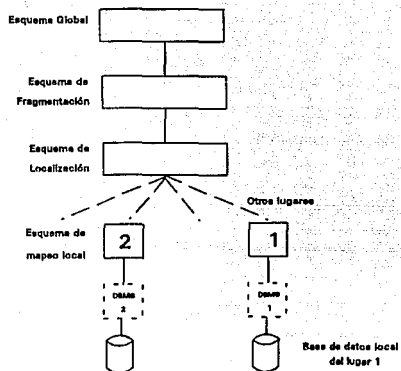 Esquema Global
Esquema de
Fragmentación
Esquema de
Localización
Otros lugares
Esquema de
mapeo local
2
1
DBMS
2
DBMS
1
Base de datos local
del lugar 1